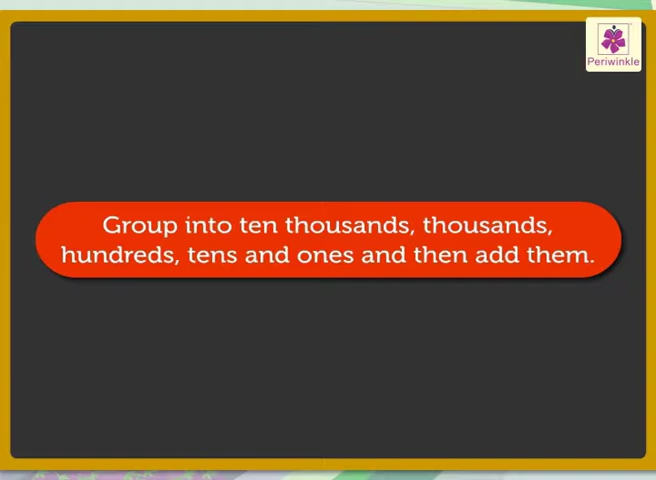 Periwinkle
Group into ten thousands, thousands,
hundreds, tens and ones and then add them.